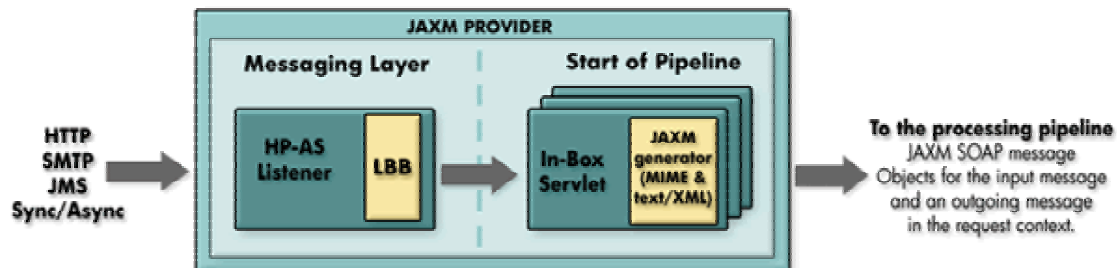 JAXM PROVIDER
Messaging Layer
Start of Pipeline
HTTP
SMTP
JMS
Sync/Async
HP-AS
Listener
LBB
In-Box
Servlet
JAXM
generator
(MIME &
text/XML)
To the processing pipeline
JAXM SOAP message
Objects for the input message
and an outgoing message
in the request context.